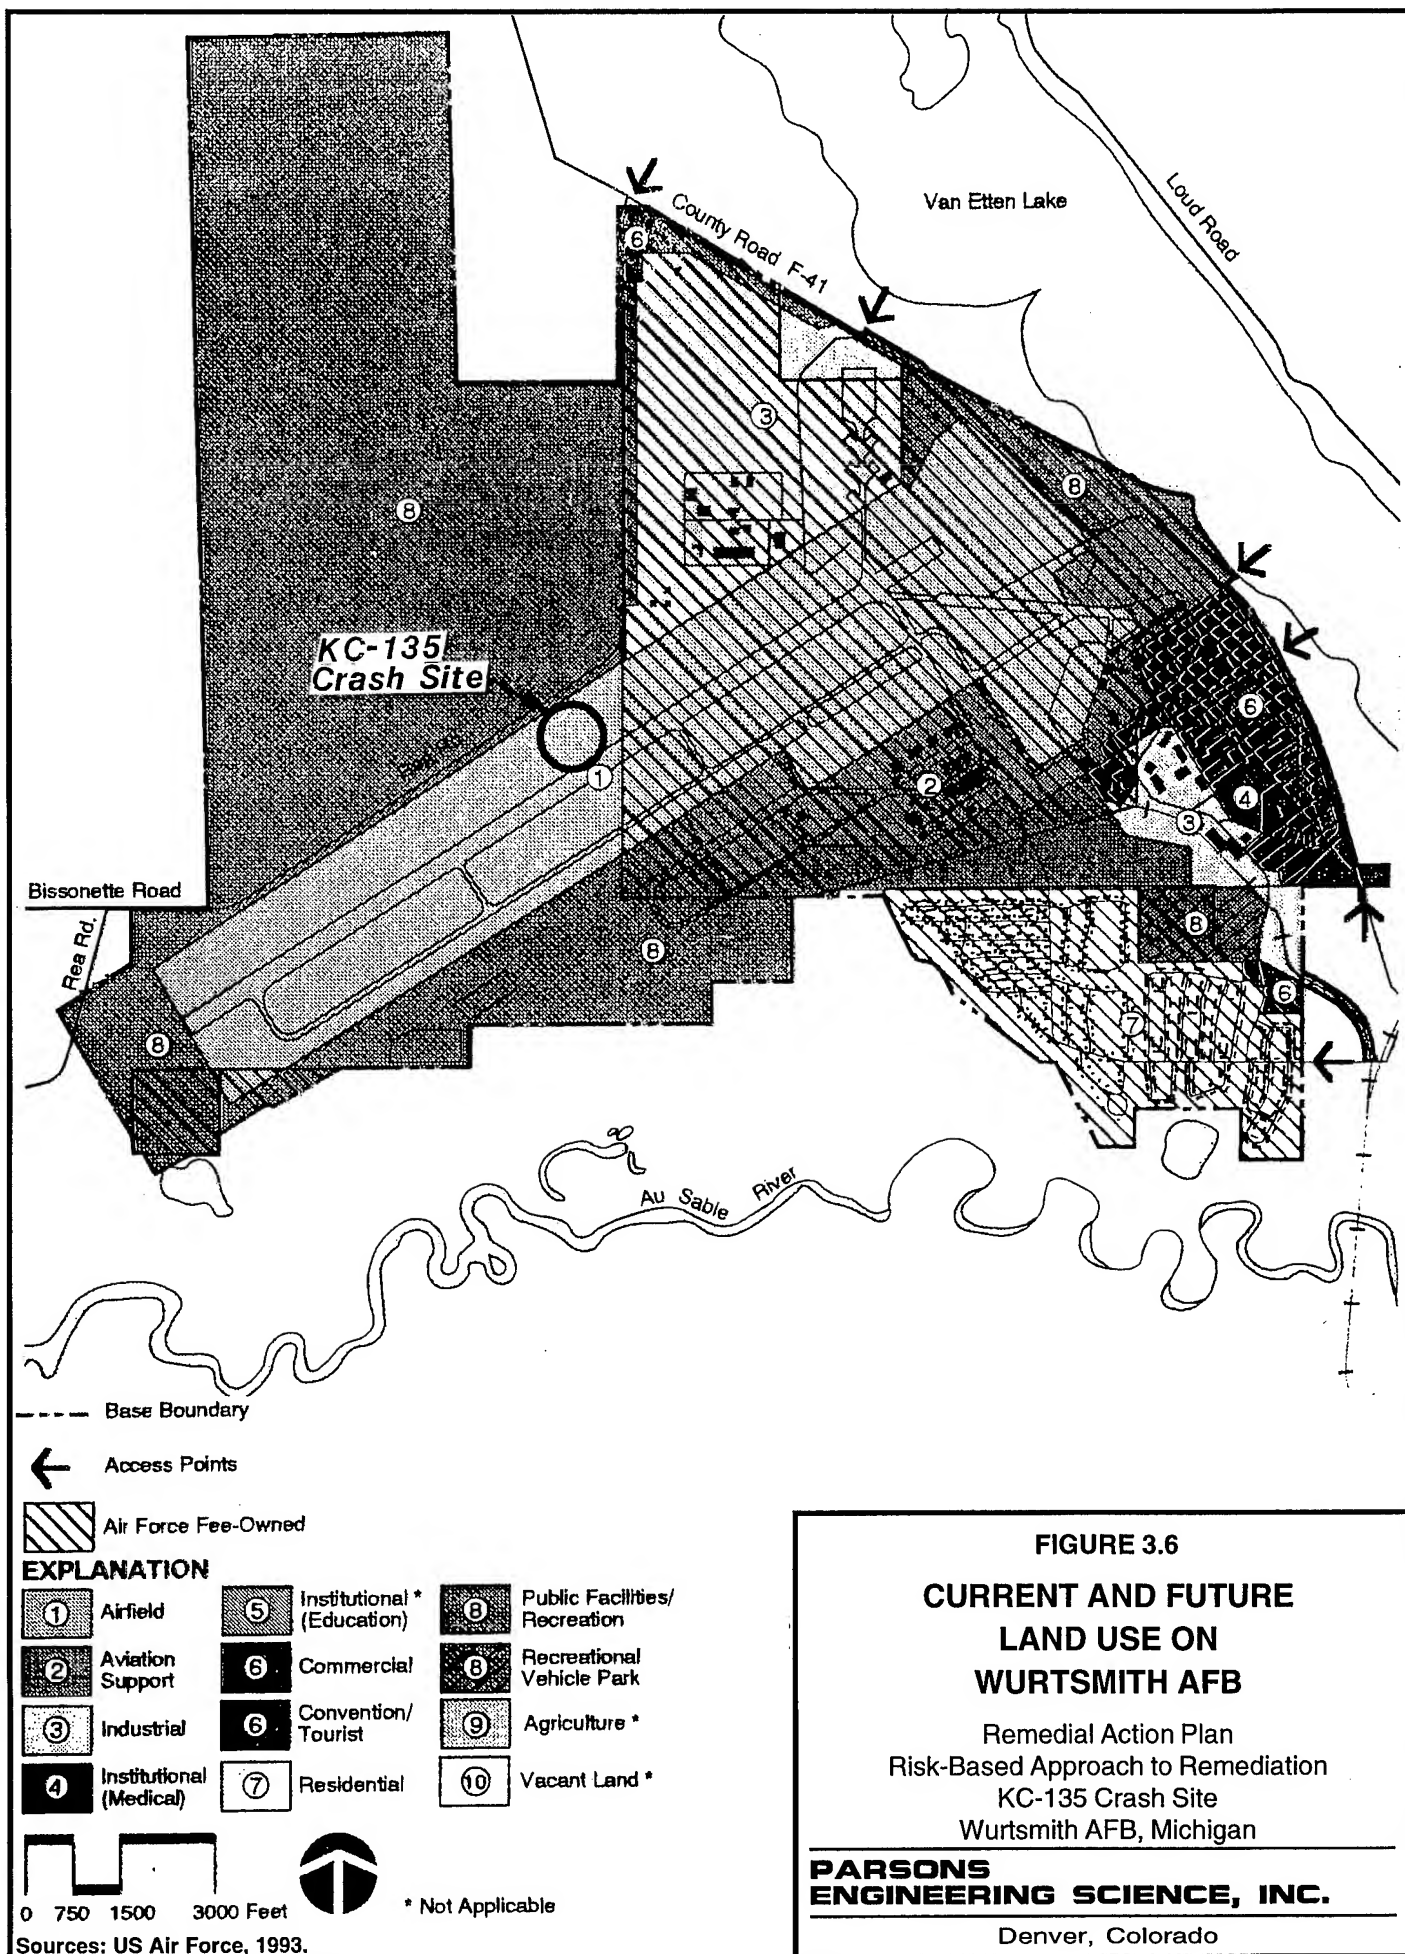 Van Etten Lake
Loud Road
County Road F-41
6
3
8
8
KC-135
Crash Site
1
2
6
4
3
Bissonette Road
Rea Rd.
8
8
8
6
7
Au Sable River
Base Boundary
Access Points
Air Force Fee-Owned
EXPLANATION
1 Airfield
2 Aviation
Support
3 Industrial
4 Institutional
(Medical)
5 Institutional *
(Education)
6 Commercial
6 Convention/
Tourist
7 Residential
8 Public Facilities/
Recreation
8 Recreational
Vehicle Park
9 Agriculture *
10 Vacant Land *
0 750 1500 3000 Feet
* Not Applicable
Sources: US Air Force, 1993.
FIGURE 3.6
CURRENT AND FUTURE
LAND USE ON
WURTSMITH AFB
Remedial Action Plan
Risk-Based Approach to Remediation
KC-135 Crash Site
Wurtsmith AFB, Michigan
PARSONS
ENGINEERING SCIENCE, INC.
Denver, Colorado